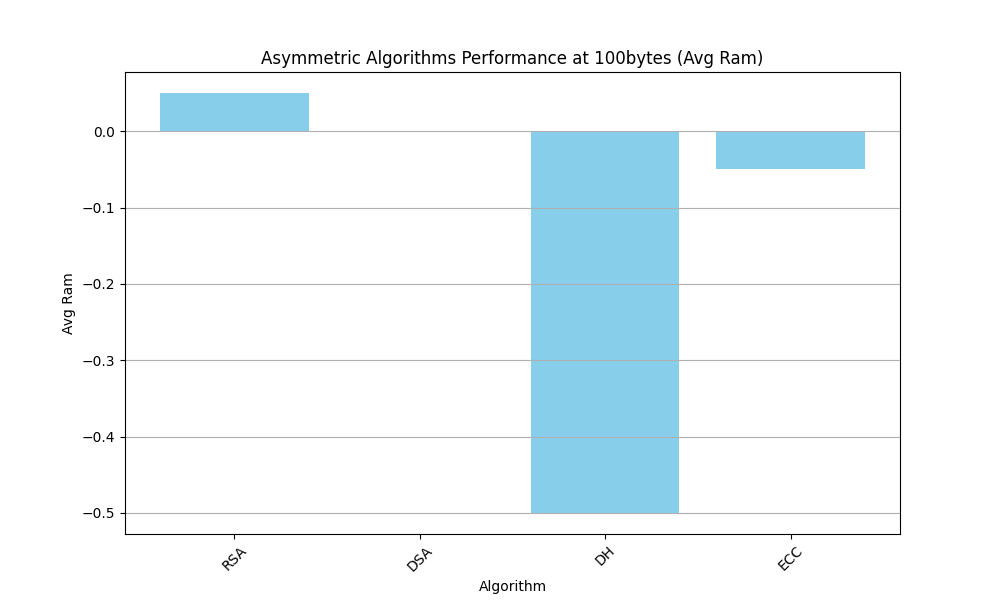 Asymmetric Algorithms Performance at 100bytes (Avg Ram)
0.0
−0.1
−0.2
−0.3
−0.4
−0.5
Avg Ram
RSA
DSA
DH
ECC
Algorithm